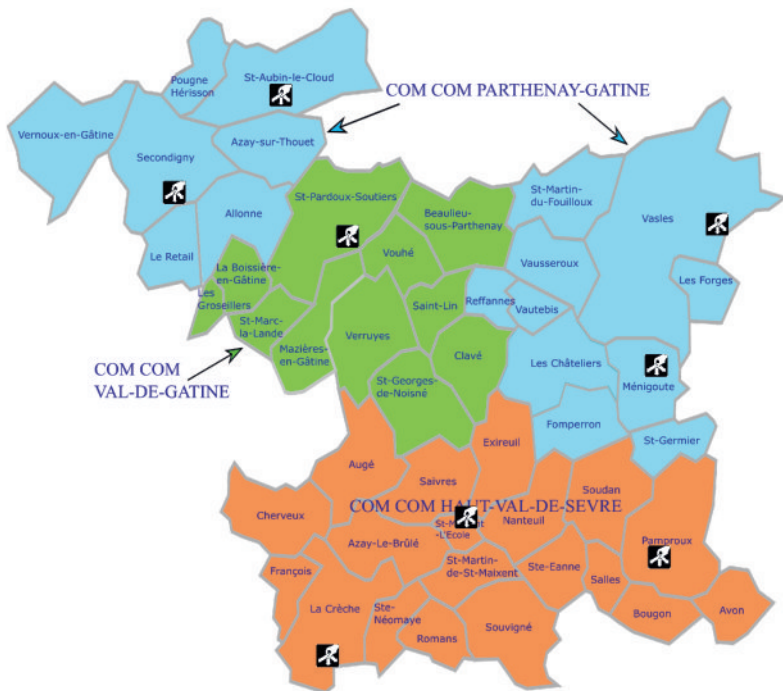 Pougne
Hérisson
St-Aubin-le-Cloud
COM COM PARTHENAY-GATINE
Vernoux-en-Gâtine
Secondigny
Azay-sur-Thouet
St-Pardoux-Soutiers
Beaulieu-
sous-Parthenay
St-Martin-
du-Fouilloux
Vasles
Allonne
Le Retail
La Boissière-
en-Gâtine
Vouhé
Vausseroux
Les Forges
Les
Groseillers
St-Marc-
la-Lande
Saint-Lin
Reffannes
Vautebis
Verruyes
Mazières-
en-Gâtine
Clavé
Les Châteliers
COM COM
VAL-DE-GATINE
Ménigoute
St-Georges-
de-Noisné
Fomperron
St-Germier
Exireuil
Augé
Saivres
Soudan
COM COM HAUT-VAL-DE-SEVRE
Cherveux
St-M
-L'Ecole
Nanteuil
Pamproux
Azay-Le-Brûlé
François
St-Martin-
de-St-Maixent
Ste-Eanne
Salles
La Crèche
Ste-
Néomaye
Romans
Souvigné
Bougon
Avon